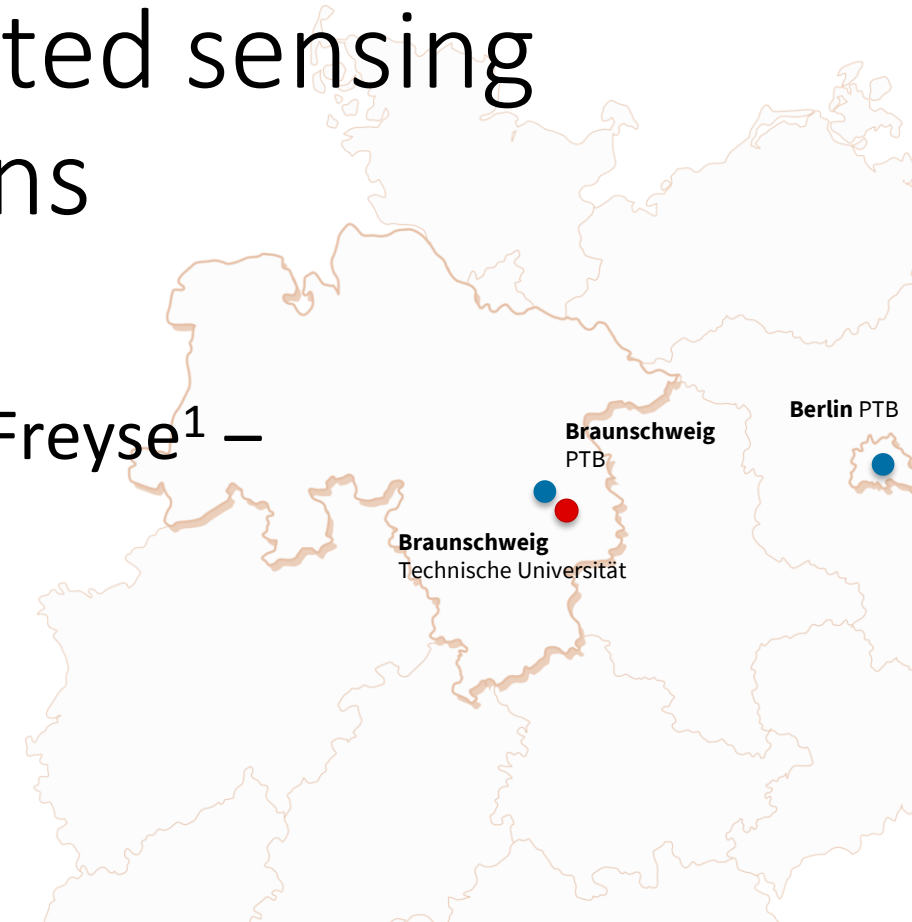 ted sensing
ns
Freyse¹ –
Berlin PTB
Braunschweig
PTB
Braunschweig
Technische Universität